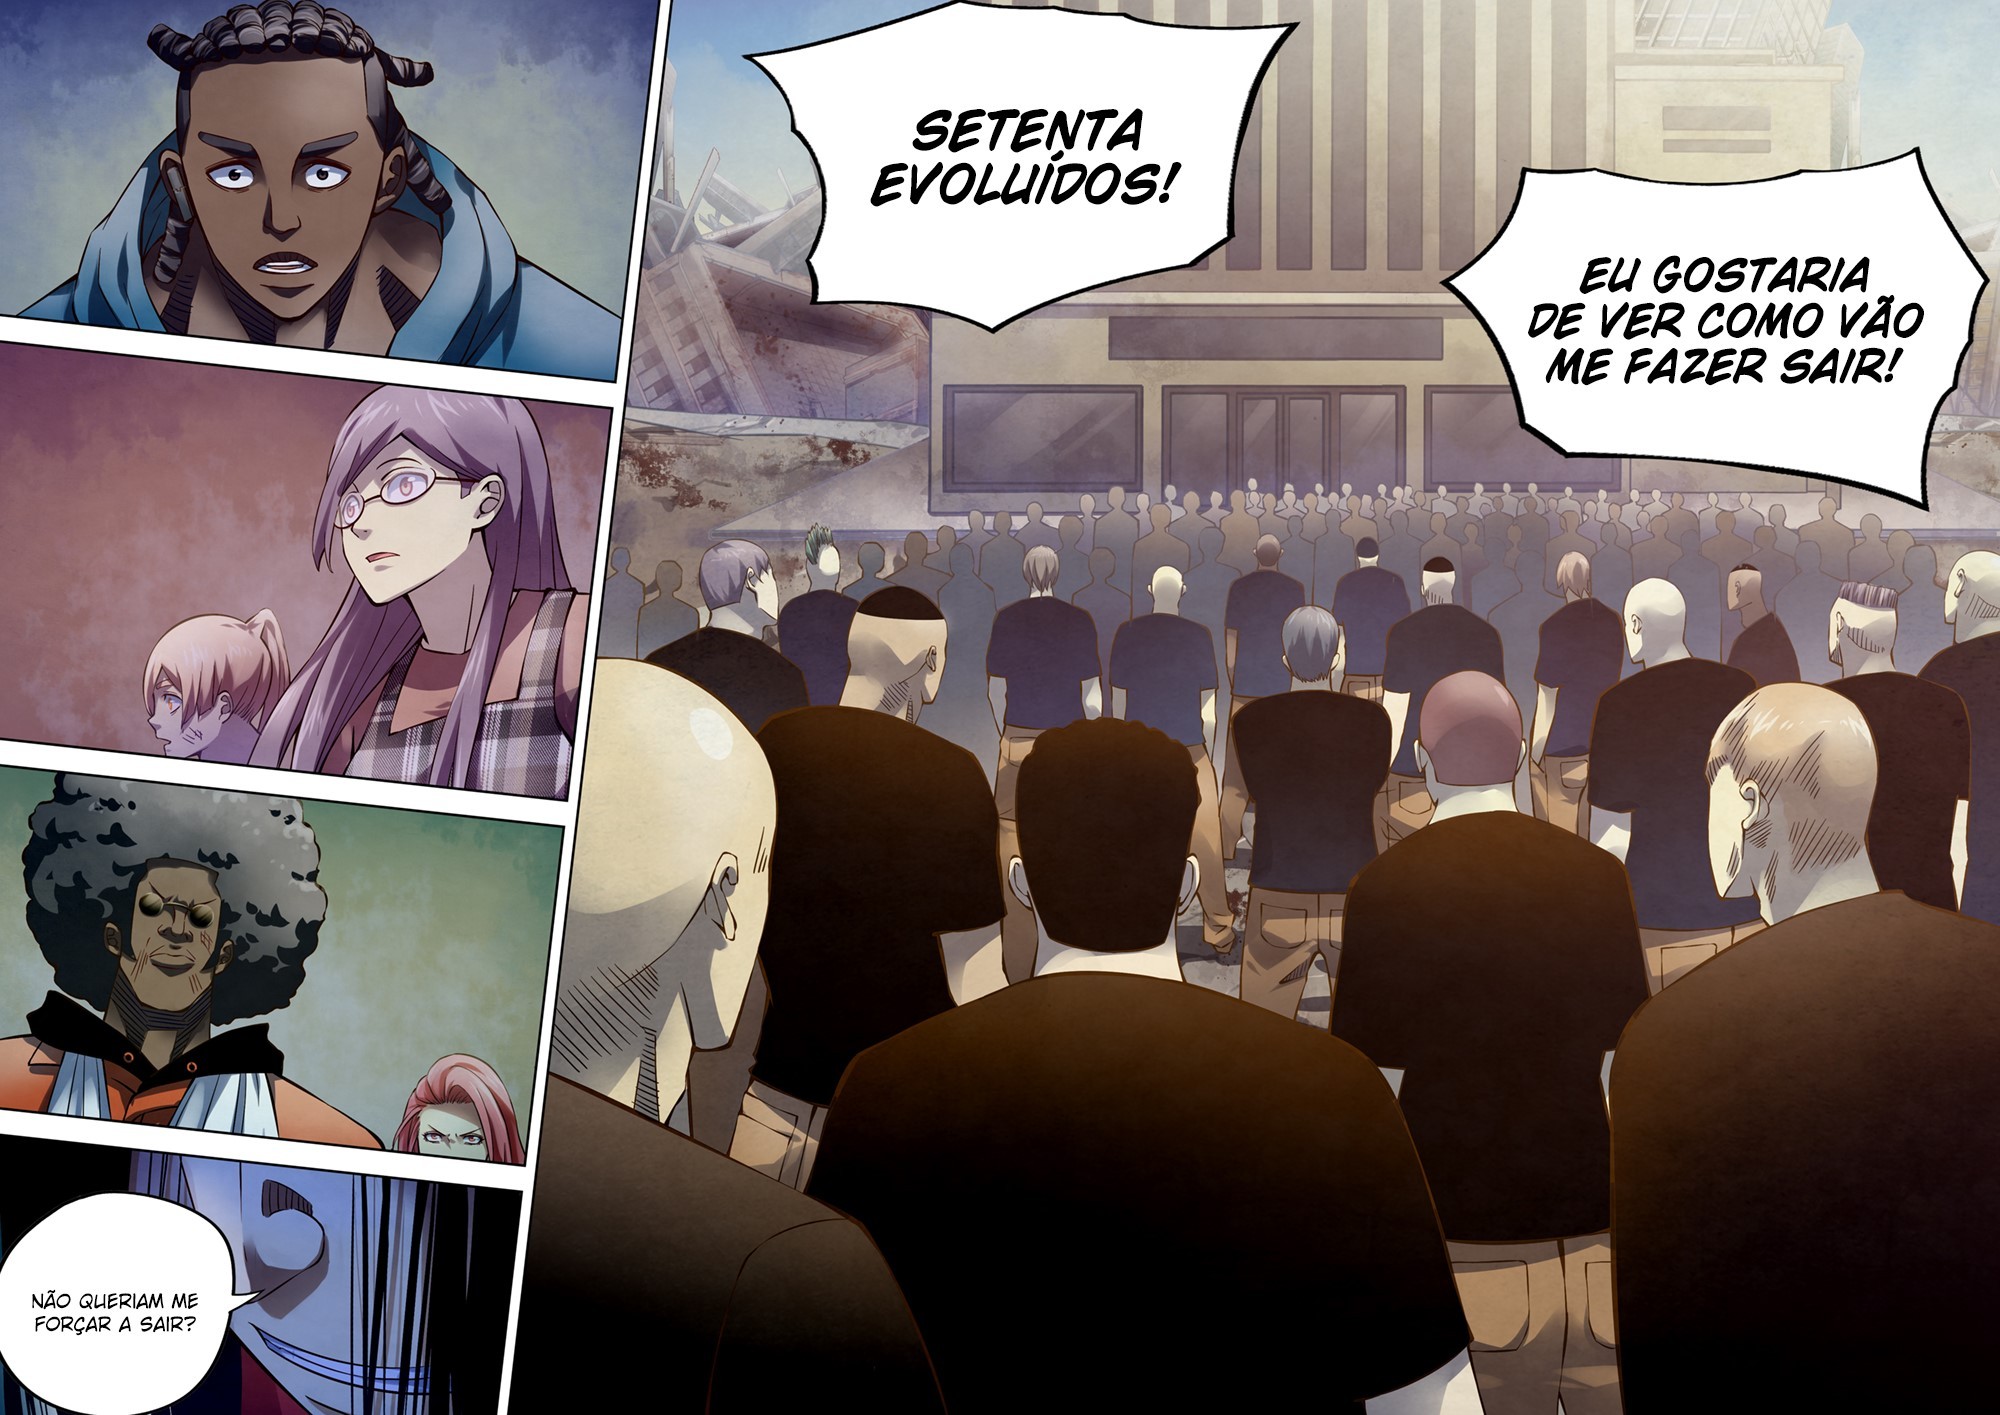 NÃO QUERIAM ME
FORÇAR A SAIR?
SETENTA
EVOLUÍDOS!
EU GOSTARIA
DE VER COMO VÃO
ME FAZER SAIR!